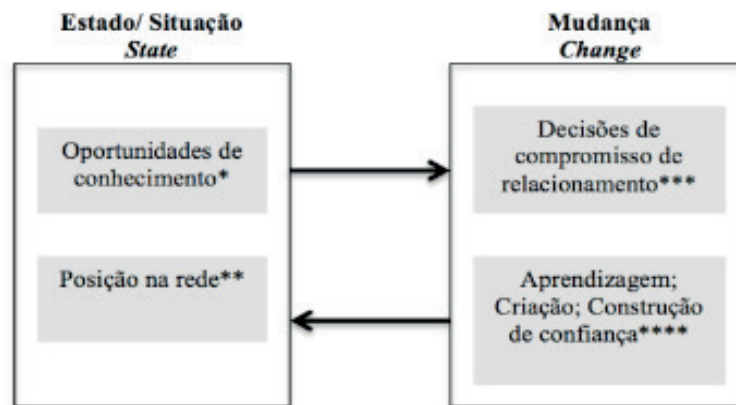 Estado/ Situação
State
Oportunidades de
conhecimento*
Posição na rede**
Mudança
Change
Decisões de
compromisso de
relacionamento***
Aprendizagem;
Criação; Construção
de confiança****